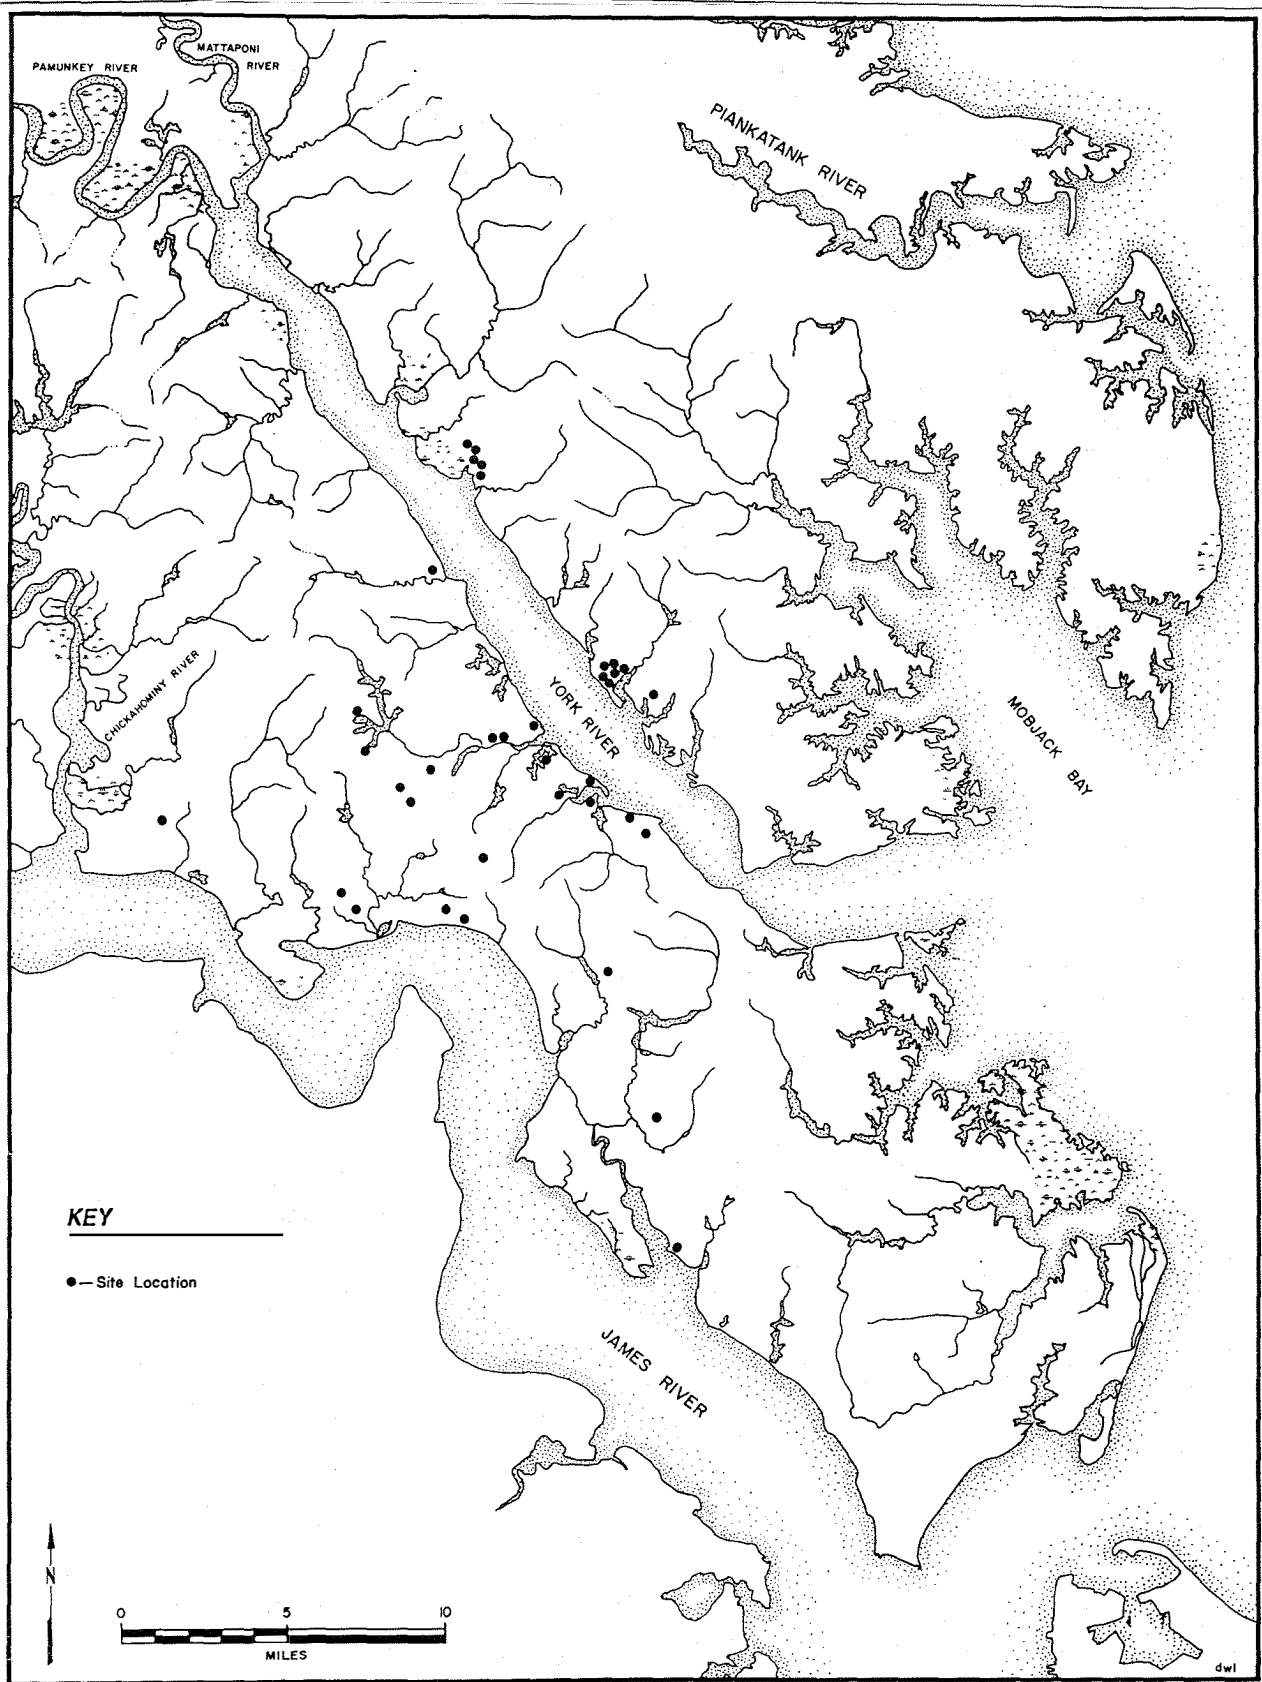 MATTAPONI
RIVER
PAMUNKEY RIVER
PIANKATANK RIVER
CHICKAHOMINY RIVER
YORK RIVER
MOBJACK BAY
KEY
●—Site Location
JAMES RIVER
N
0 5 10
MILES
dwl